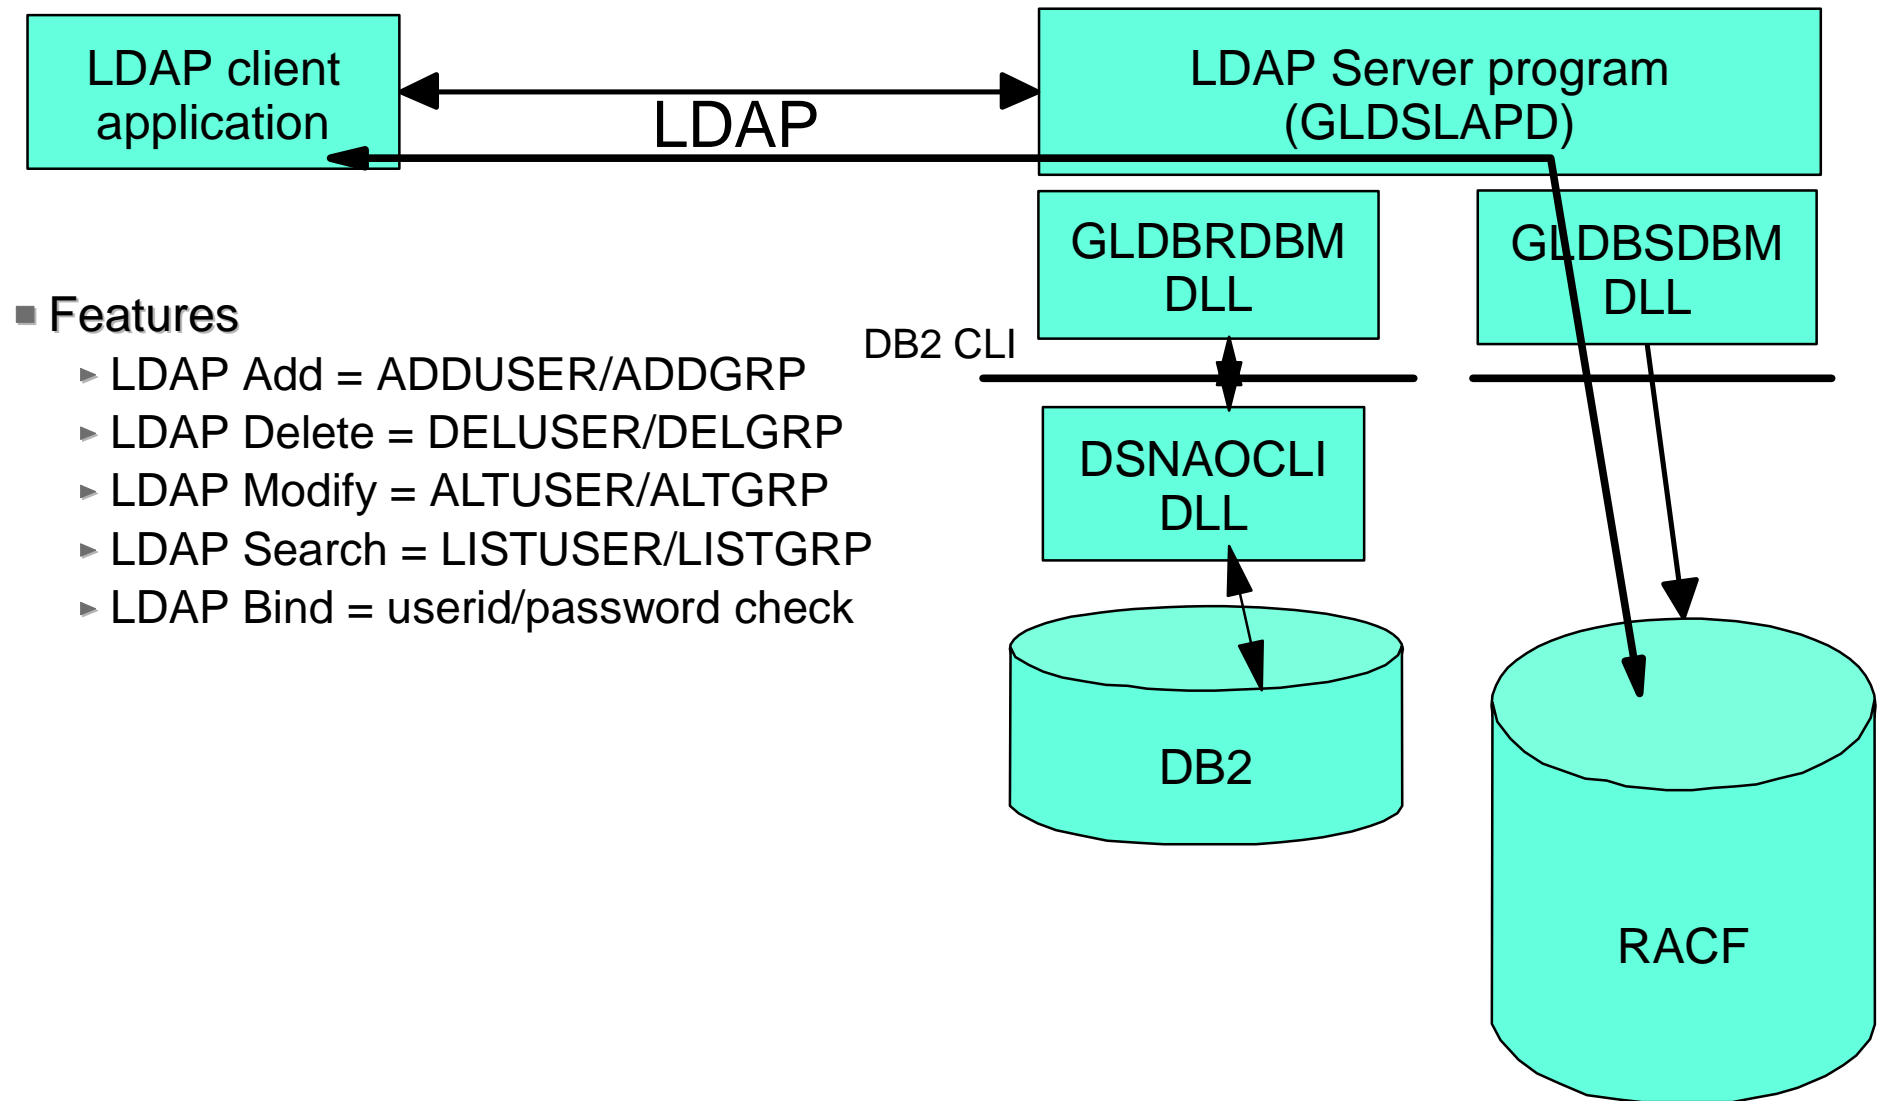 LDAP client
application
LDAP
LDAP Server program
(GLDSLAPD)
GLDBRDBM
DLL
GLDBSDBM
DLL
Features
LDAP Add = ADDUSER/ADDGRP
LDAP Delete = DELUSER/DELGRP
LDAP Modify = ALTUSER/ALTGRP
LDAP Search = LISTUSER/LISTGRP
LDAP Bind = userid/password check
DB2 CLI
DSNAOCLI
DLL
DB2
RACF